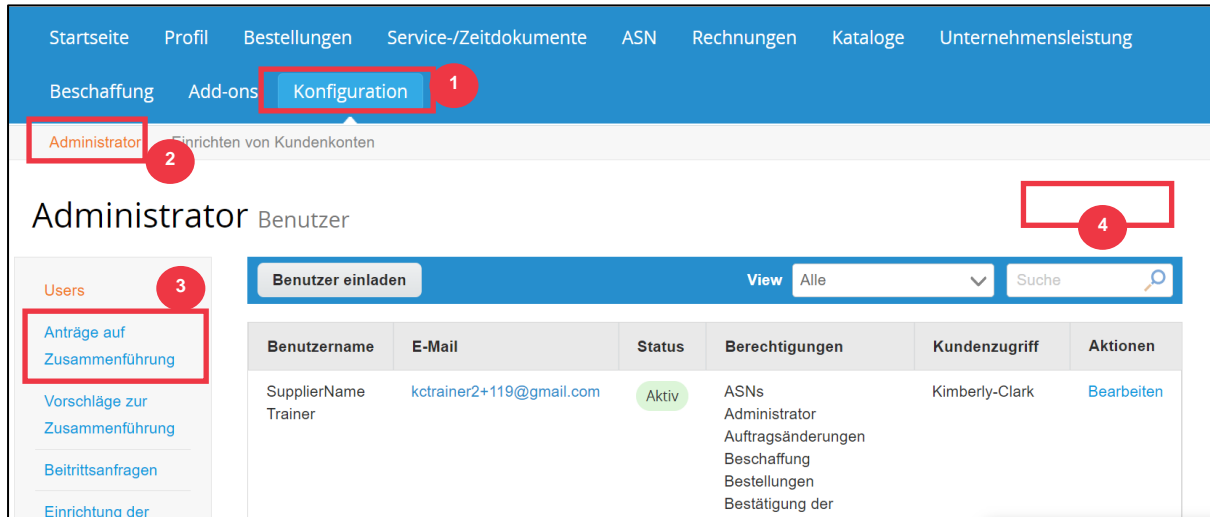 Startseite Profil Bestellungen Service-/Zeitdokumente ASN Rechnungen Kataloge Unternehmensleistung
Beschaffung Add-ons Konfiguration 1
Administrator Einrichten von Kundenkonten
2
Administrator Benutzer
4
Users 3
Anträge auf
Zusammenführung
Vorschläge zur
Zusammenführung
Beitrittsanfragen
Einrichtung der
Benutzer einladen View Alle Suche
Benutzername E-Mail Status Berechtigungen Kundenzugriff Aktionen
SupplierName kctrainer2+119@gmail.com Aktiv ASNs Kimberly-Clark Bearbeiten
Trainer Administrator
Auftragsänderungen
Beschaffung
Bestellungen
Bestätigung der